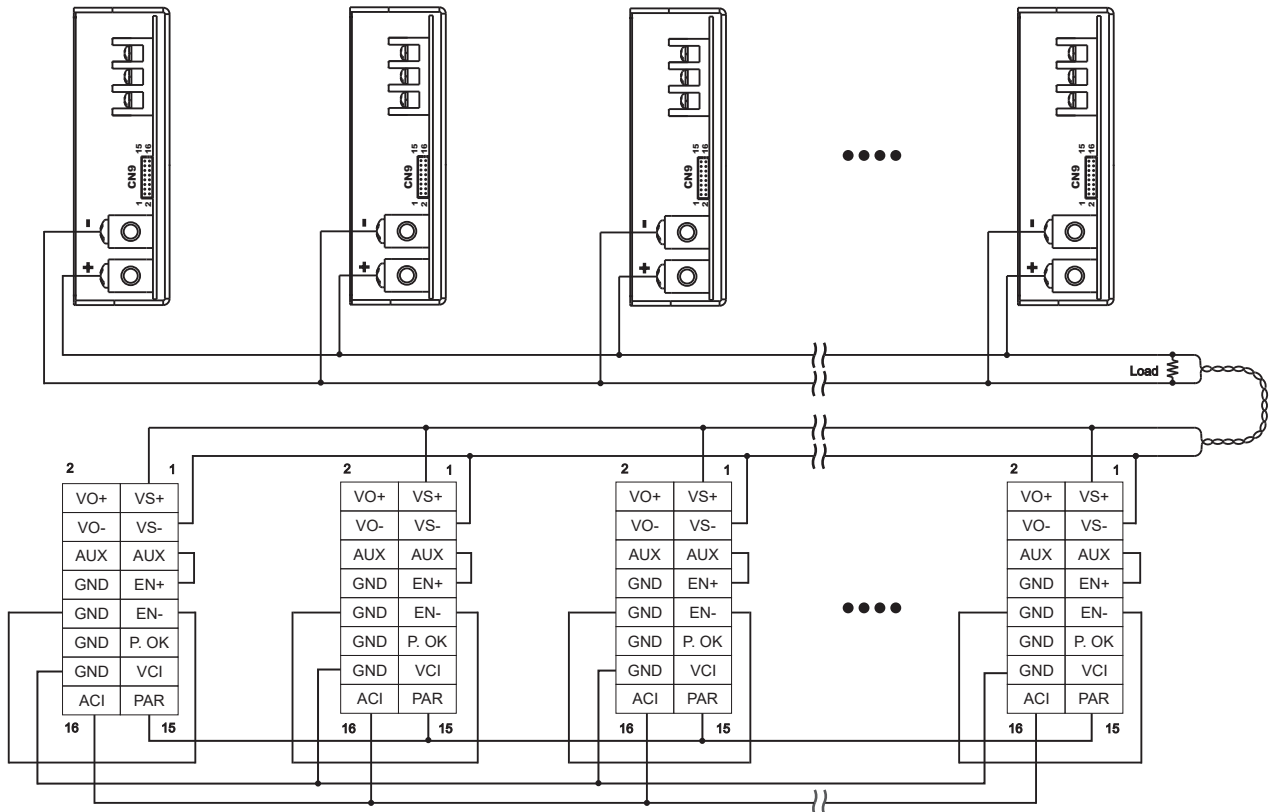 15 16
CN9
1 2
-
+
15 16
CN9
1 2
-
+
15 16
CN9
1 2
-
+
15 16
CN9
1 2
-
+
Load
2 1
VO+ VS+
VO- VS-
AUX AUX
GND EN+
GND EN-
GND P. OK
GND VCI
ACI PAR
16 15
2 1
VO+ VS+
VO- VS-
AUX AUX
GND EN+
GND EN-
GND P. OK
GND VCI
ACI PAR
16 15
2 1
VO+ VS+
VO- VS-
AUX AUX
GND EN+
GND EN-
GND P. OK
GND VCI
ACI PAR
16 15
2 1
VO+ VS+
VO- VS-
AUX AUX
GND EN+
GND EN-
GND P. OK
GND VCI
ACI PAR
16 15